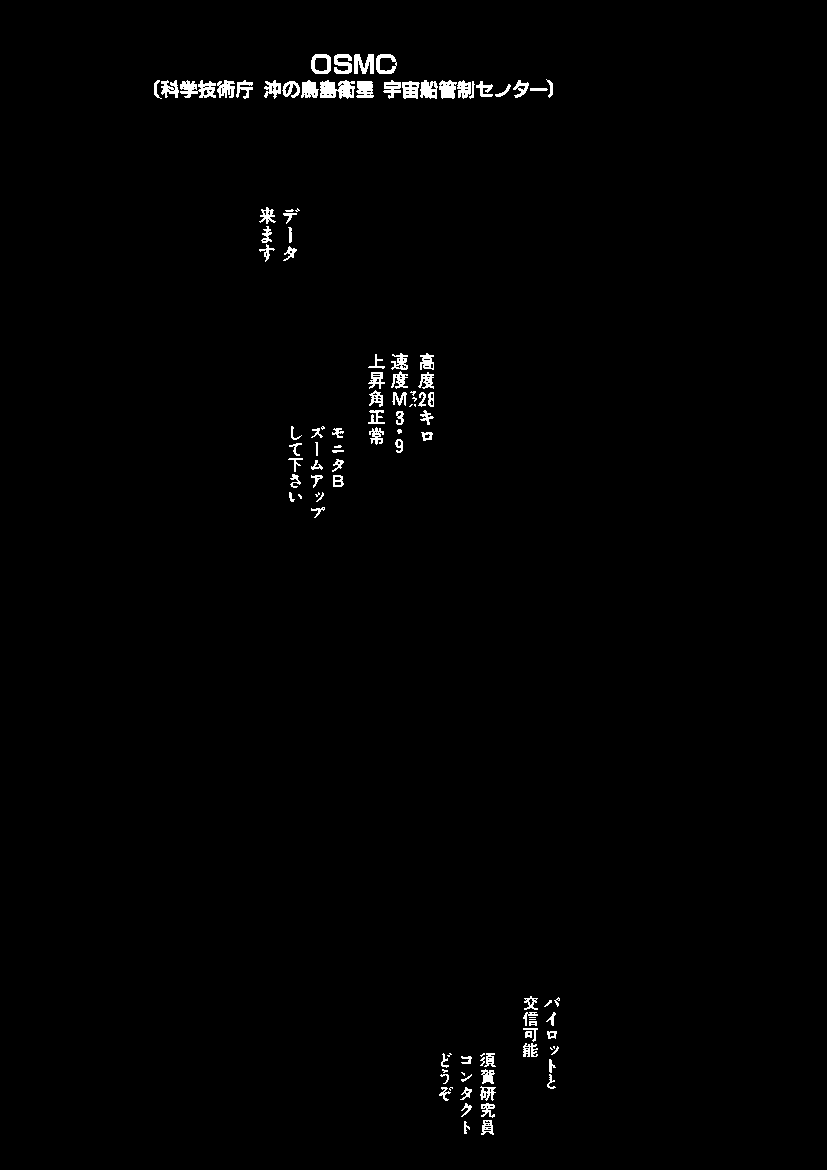 OSMC
〔科学技術庁 沖の鳥島衛星 宇宙船管制センター〕
データ
来ます
高度28キロ
速度M3・9
マッハ
上昇角正常
モニタB
ズームアップ
して下さい
パイロットと
交信可能
須賀研究員
コンタクト
どうぞ